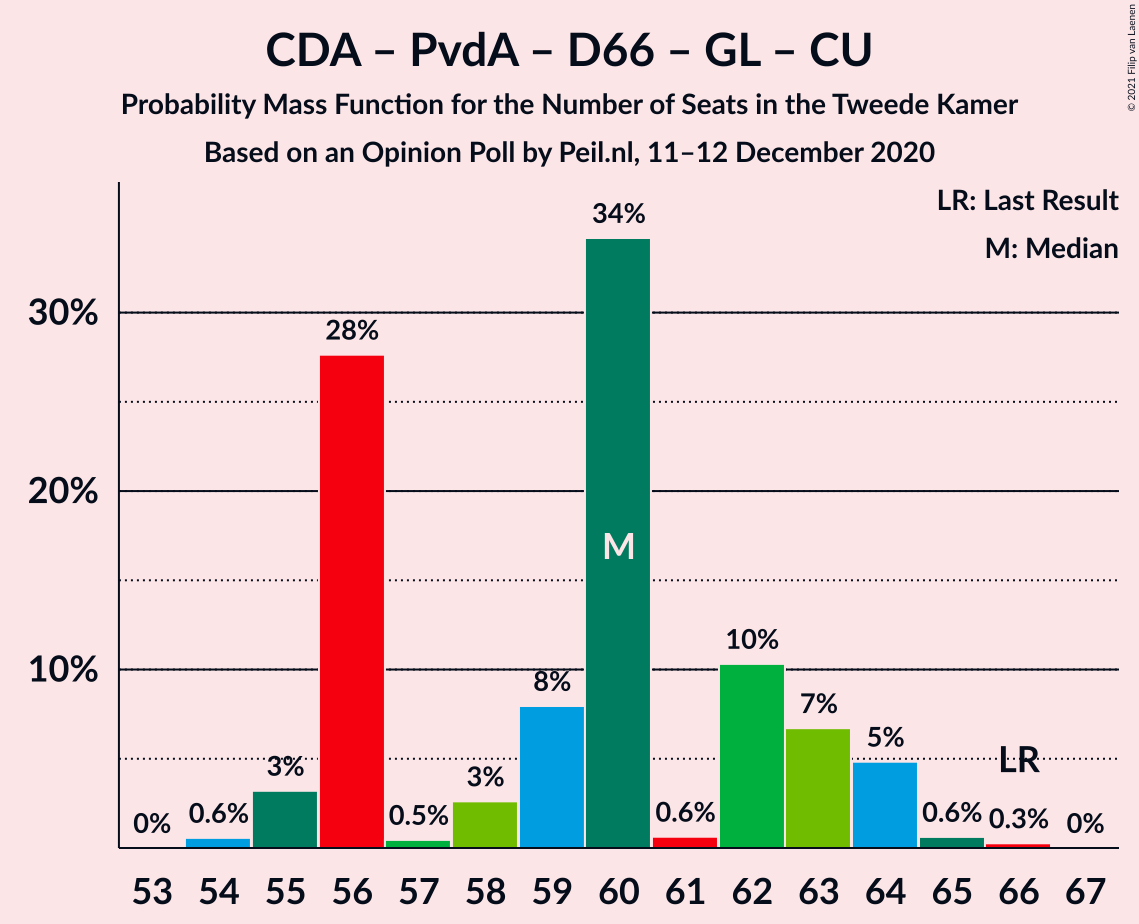 CDA – PvdA – D66 – GL – CU
Probability Mass Function for the Number of Seats in the Tweede Kamer
Based on an Opinion Poll by Peil.nl, 11–12 December 2020
© 2021 Filip van Laenen
LR: Last Result
M: Median
30%
20%
10%
0%
0.6%
3%
28%
0.5%
3%
8%
34%
M
0.6%
10%
7%
5%
0.6%
LR
0.3%
0%
53 54 55 56 57 58 59 60 61 62 63 64 65 66 67